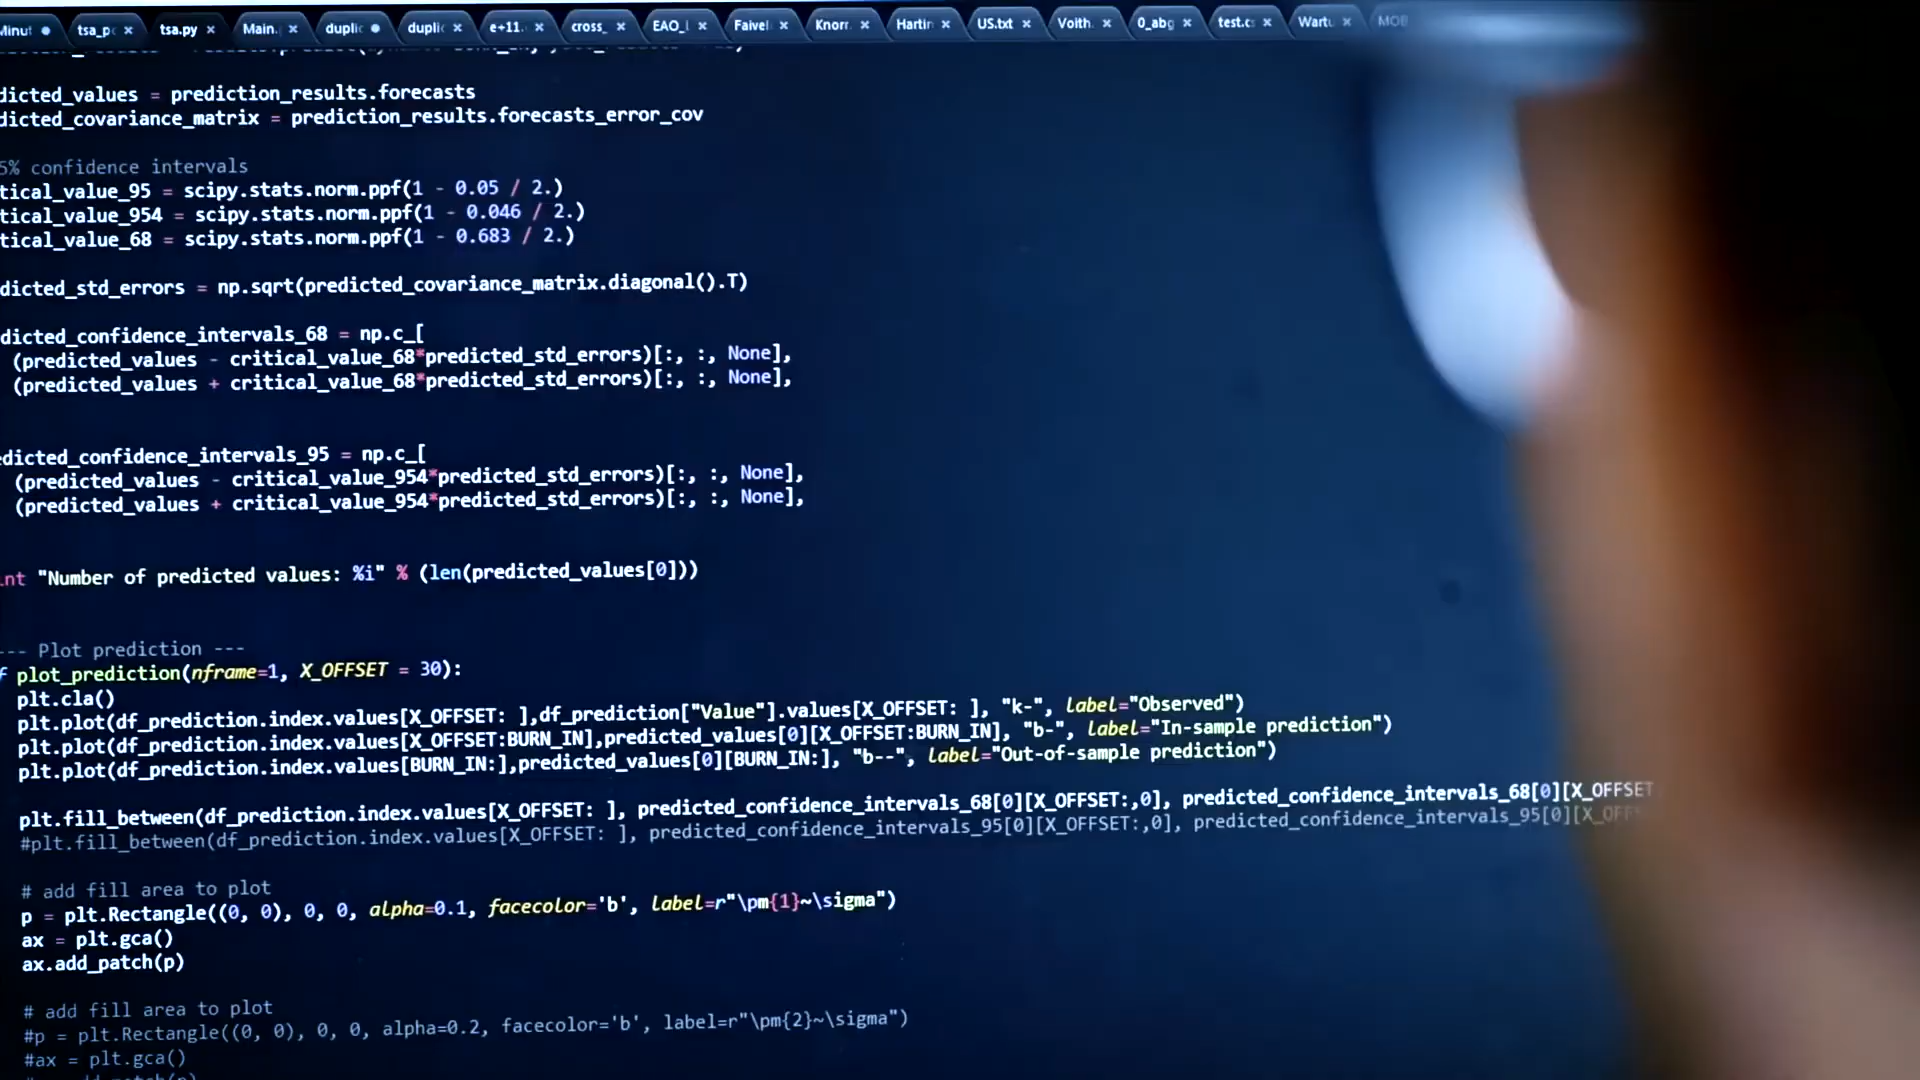 Minut tsa_pc tsa.py Main. duplic duplic e+11. cross_ EAO_I Faivel Knorr. Hartin US.txt Voith. 0_abg test.cs Wartu MOB
dicted_values = prediction_results.forecasts
dicted_covariance_matrix = prediction_results.forecasts_error_cov
5% confidence intervals
tical_value_95 = scipy.stats.norm.ppf(1 - 0.05 / 2.)
tical_value_954 = scipy.stats.norm.ppf(1 - 0.046 / 2.)
tical_value_68 = scipy.stats.norm.ppf(1 - 0.683 / 2.)
dicted_std_errors = np.sqrt(predicted_covariance_matrix.diagonal().T)
dicted_confidence_intervals_68 = np.c_[
(predicted_values - critical_value_68*predicted_std_errors)[:, :, None],
(predicted_values + critical_value_68*predicted_std_errors)[:, :, None],
edicted_confidence_intervals_95 = np.c_[
(predicted_values - critical_value_954*predicted_std_errors)[:, :, None],
(predicted_values + critical_value_954*predicted_std_errors)[:, :, None],
int "Number of predicted values: %i" % (len(predicted_values[0]))
--- Plot prediction ---
f plot_prediction(nframe=1, X_OFFSET = 30):
plt.cla()
plt.plot(df_prediction.index.values[X_OFFSET: ],df_prediction["Value"].values[X_OFFSET: ], "k-", label="Observed")
plt.plot(df_prediction.index.values[X_OFFSET:BURN_IN],predicted_values[0][X_OFFSET:BURN_IN], "b-", label="In-sample prediction")
plt.plot(df_prediction.index.values[BURN_IN:],predicted_values[0][BURN_IN:], "b--", label="Out-of-sample prediction")
plt.fill_between(df_prediction.index.values[X_OFFSET: ], predicted_confidence_intervals_68[0][X_OFFSET:,0], predicted_confidence_intervals_68[0][X_OFFSET
#plt.fill_between(df_prediction.index.values[X_OFFSET: ], predicted_confidence_intervals_95[0][X_OFFSET:,0], predicted_confidence_intervals_95[0][X_OFF
# add fill area to plot
p = plt.Rectangle((0, 0), 0, 0, alpha=0.1, facecolor='b', label=r"\pm{1}~\sigma")
ax = plt.gca()
ax.add_patch(p)
# add fill area to plot
#p = plt.Rectangle((0, 0), 0, 0, alpha=0.2, facecolor='b', label=r"\pm{2}~\sigma")
#ax = plt.gca()